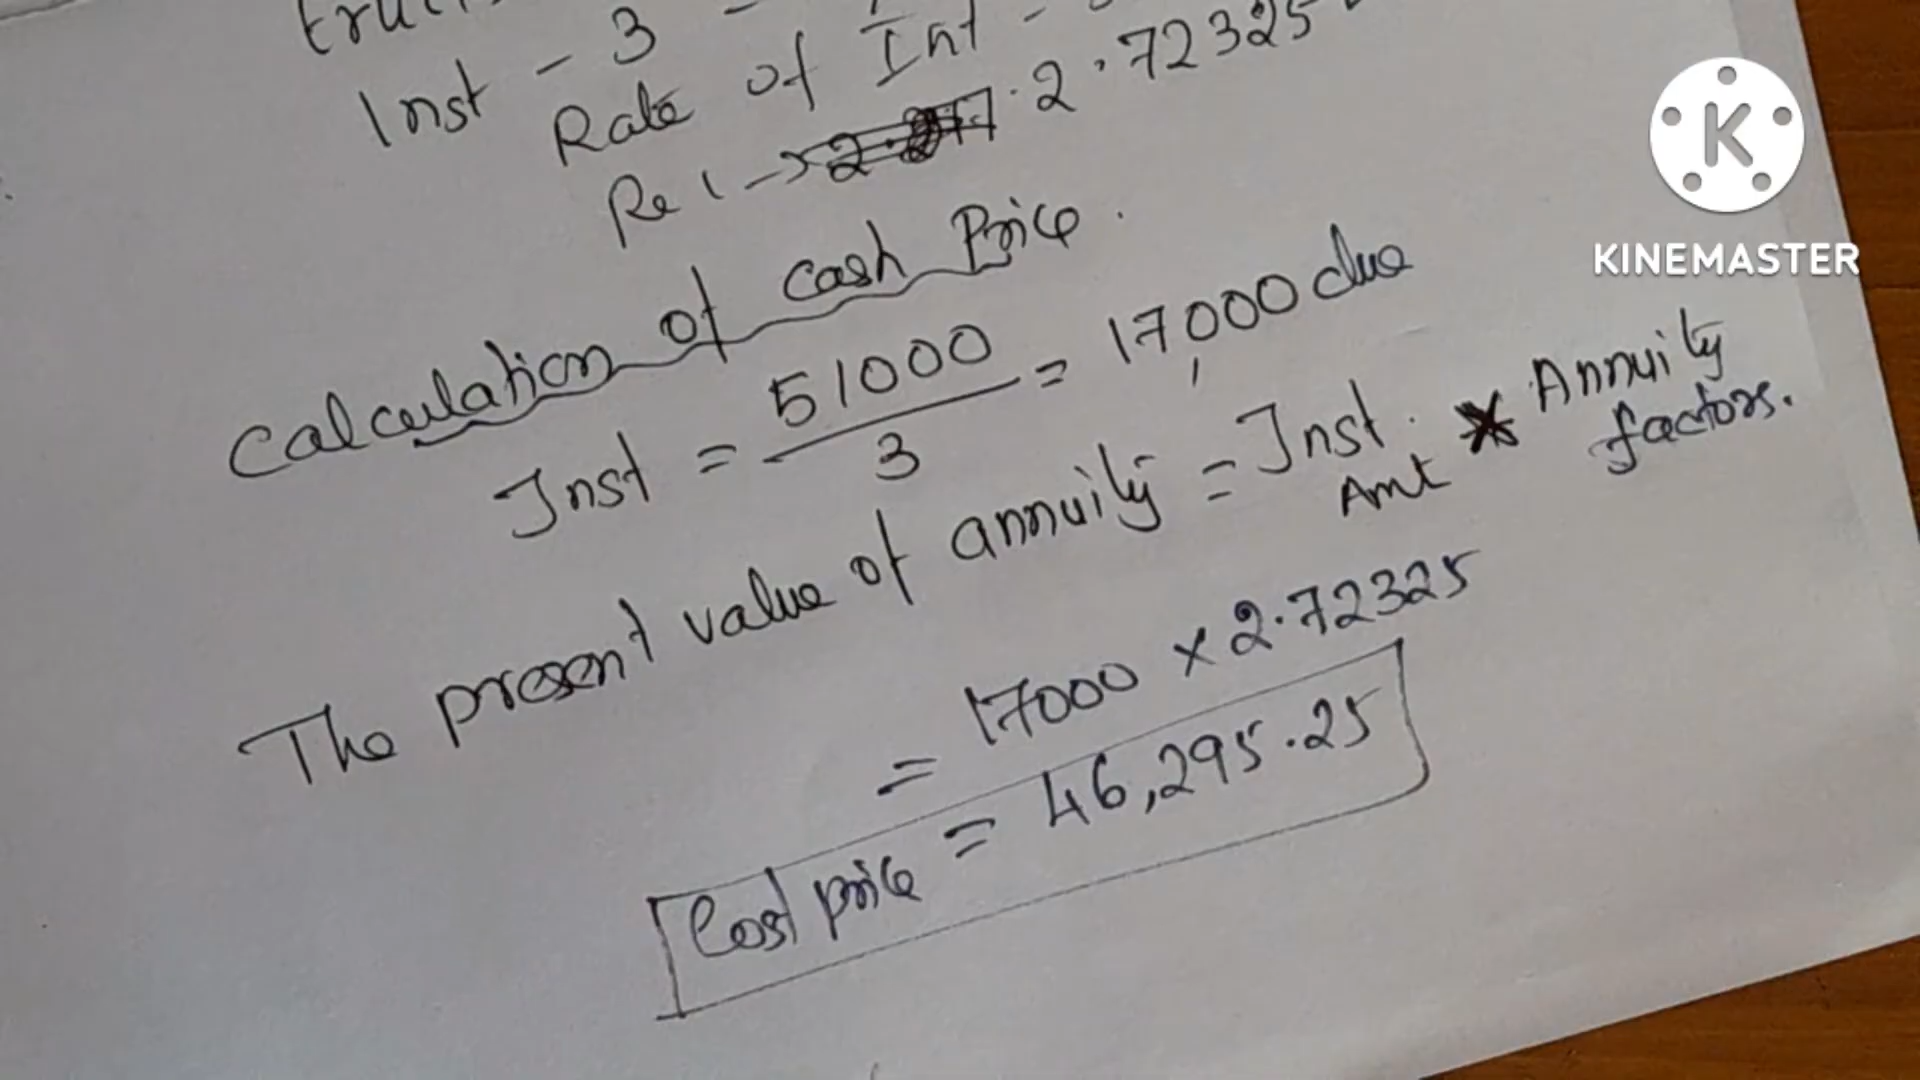 Inst - 3
Rate of Int -
Re 1 → 2.72325
Calculation of cash Price.
Inst = 51000 / 3 = 17,000 due
The present value of annuity = Inst. Amt × Annuity factors.
= 17000 × 2.72325
Cost price = 46,295.25
K
KINEMASTER